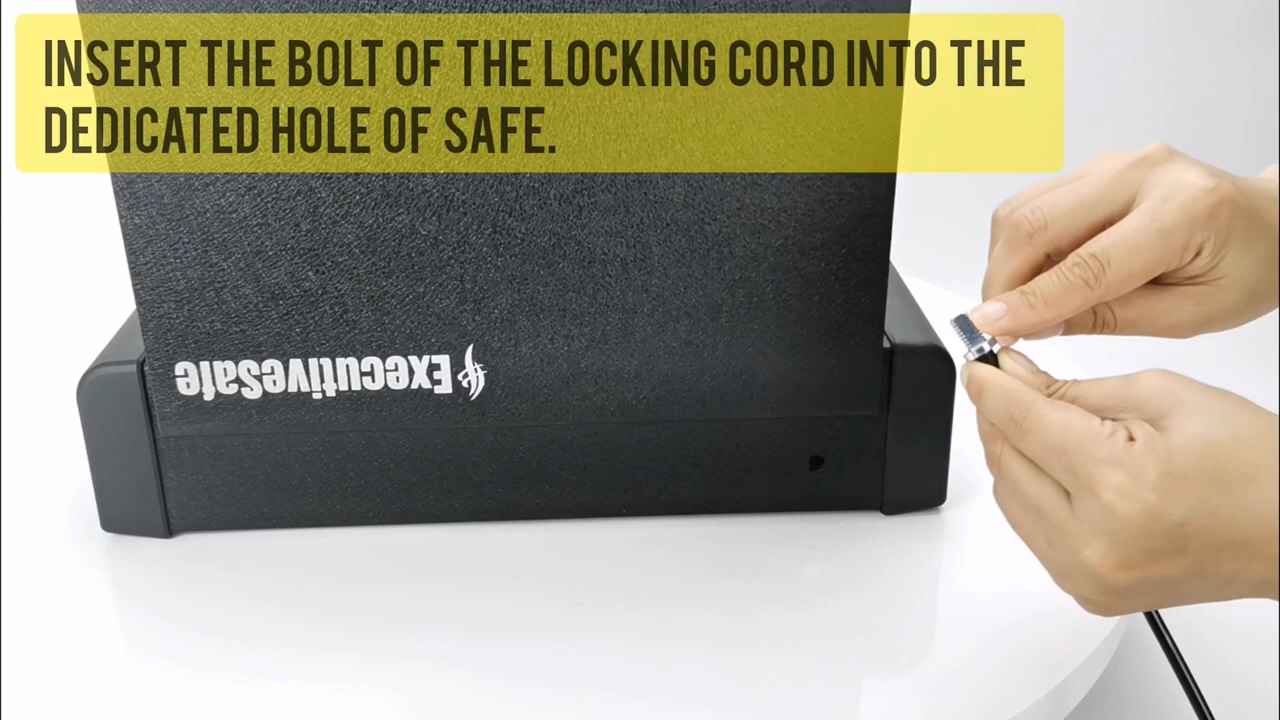 INSERT THE BOLT OF THE LOCKING CORD INTO THE
DEDICATED HOLE OF SAFE.
ExecutiveSafe